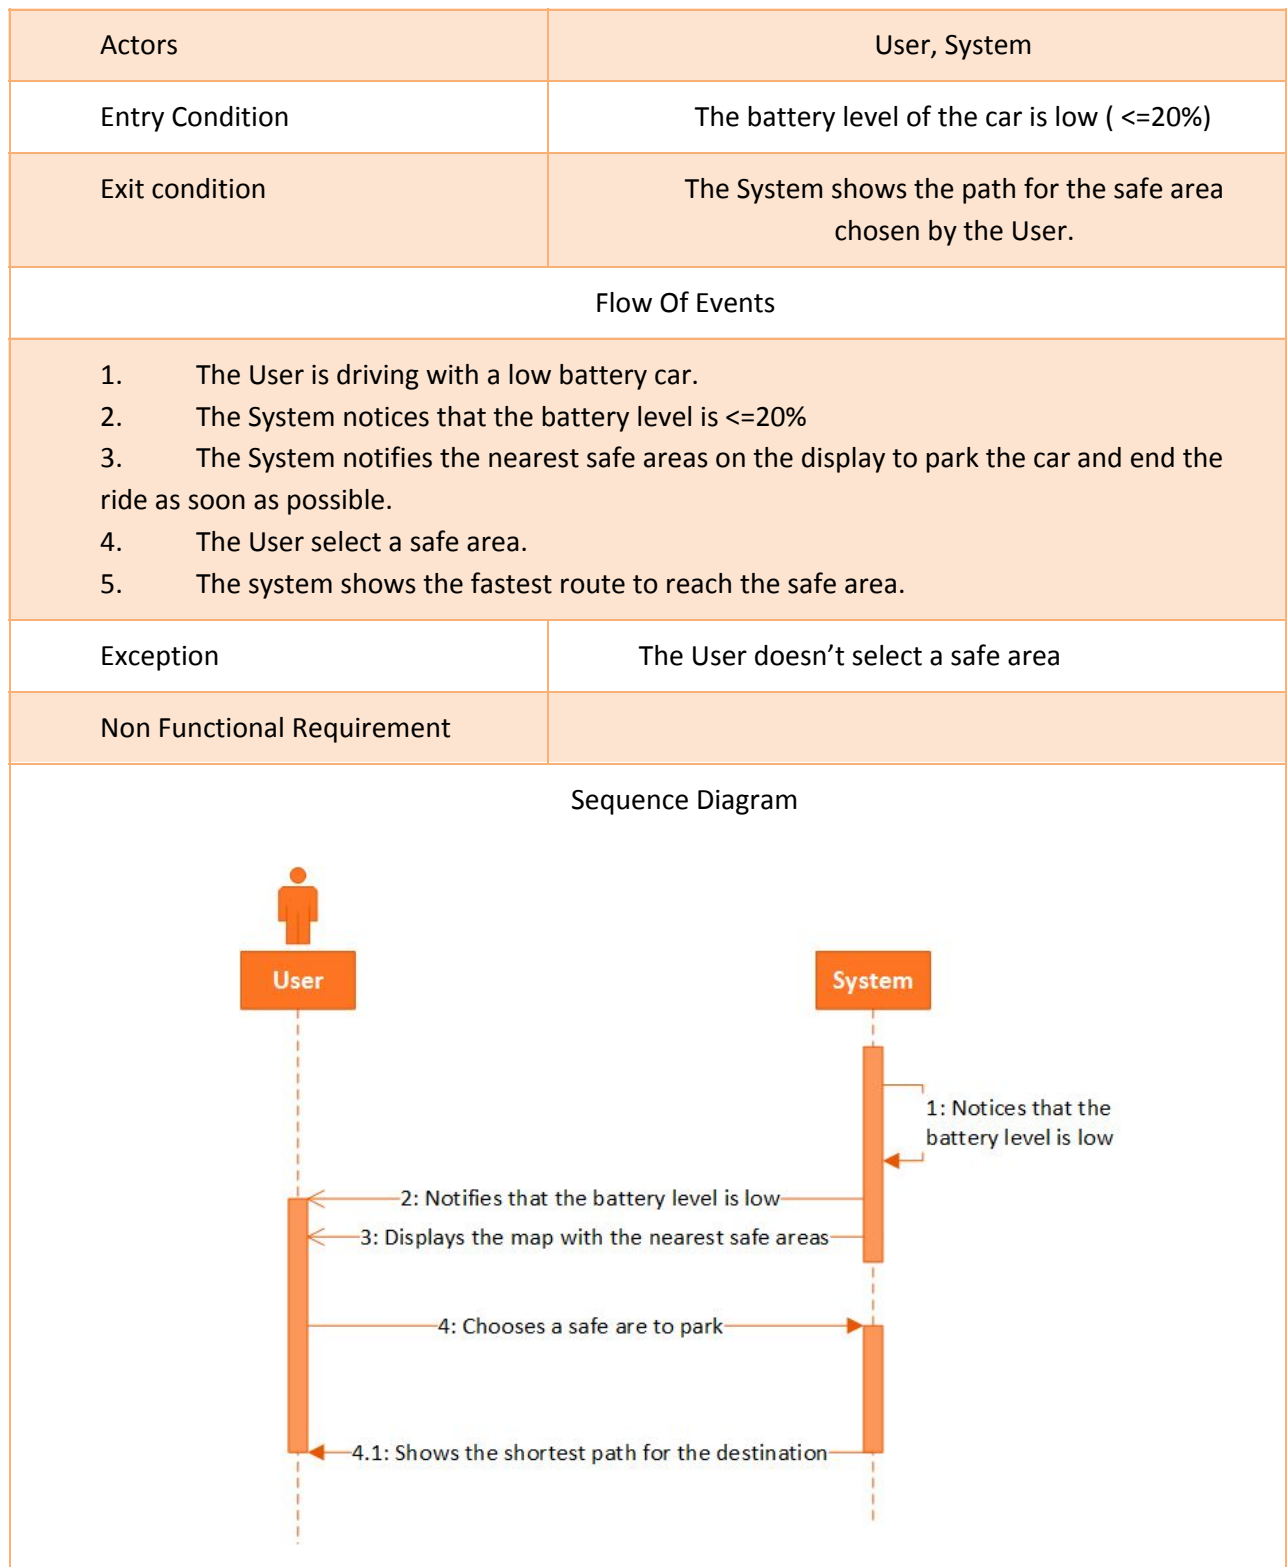 Actors
User, System
Entry Condition
The battery level of the car is low ( <=20%)
Exit condition
The System shows the path for the safe area
chosen by the User.
Flow Of Events
1. The User is driving with a low battery car.
2. The System notices that the battery level is <=20%
3. The System notifies the nearest safe areas on the display to park the car and end the
ride as soon as possible.
4. The User select a safe area.
5. The system shows the fastest route to reach the safe area.
Exception
The User doesn’t select a safe area
Non Functional Requirement
Sequence Diagram
User
System
1: Notices that the
battery level is low
2: Notifies that the battery level is low
3: Displays the map with the nearest safe areas
4: Chooses a safe are to park
4.1: Shows the shortest path for the destination